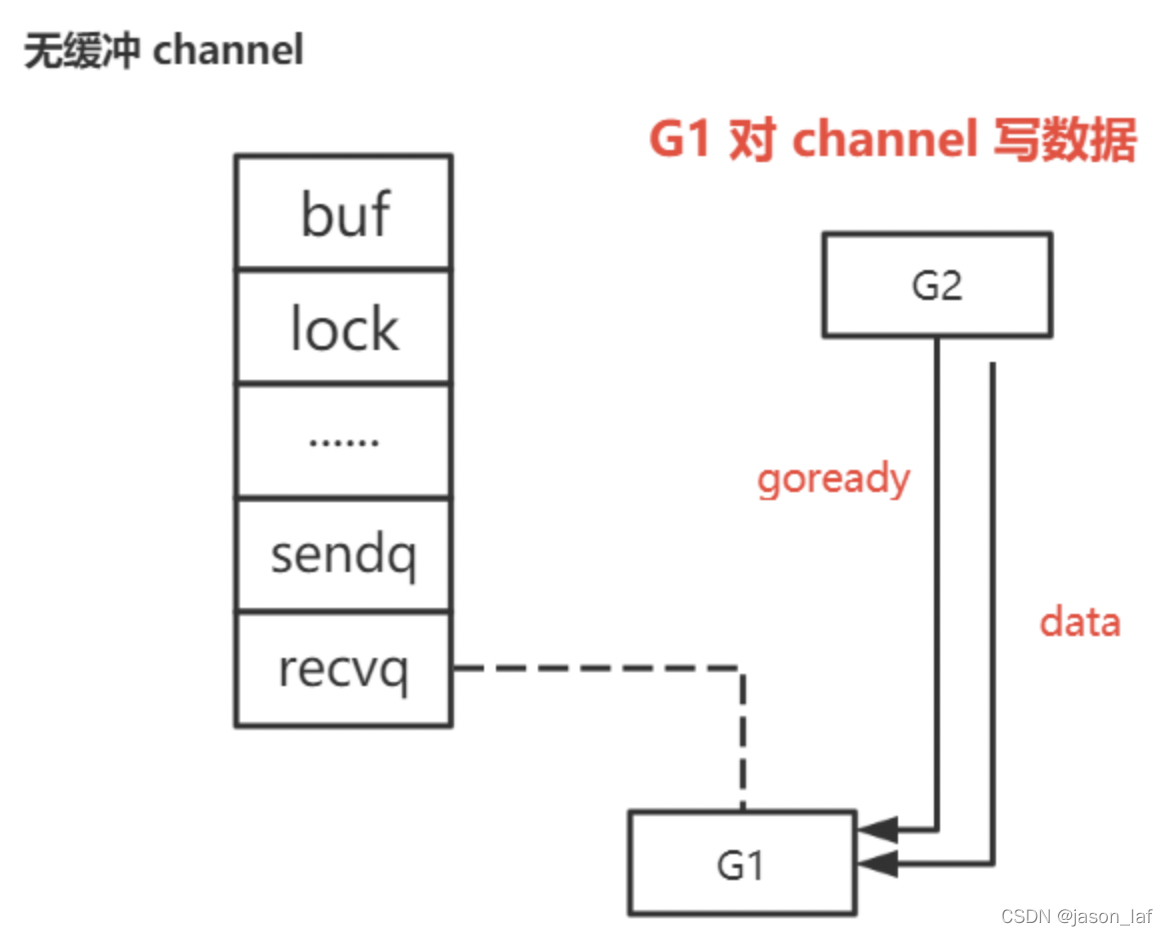 无缓冲 channel
G1 对 channel 写数据
buf
lock
......
sendq
recvq
G2
goready
data
G1
CSDN @jason_laf